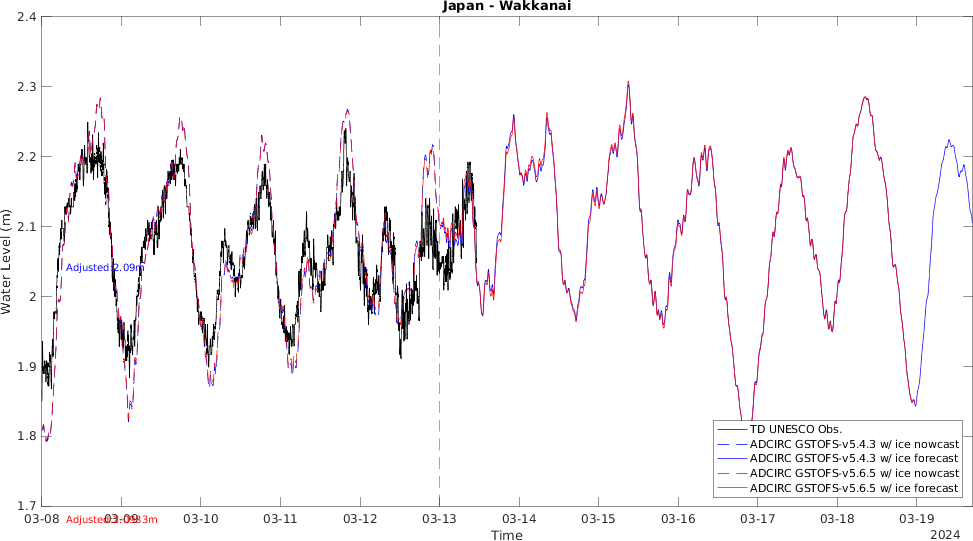 Japan - Wakkanai
2.4
2.3
2.2
2.1
2
1.9
1.8
1.7
Water Level (m)
Adjusted 2.09m
TD UNESCO Obs.
ADCIRC GSTOFS-v5.4.3 w/ ice nowcast
ADCIRC GSTOFS-v5.4.3 w/ ice forecast
ADCIRC GSTOFS-v5.6.5 w/ ice nowcast
ADCIRC GSTOFS-v5.6.5 w/ ice forecast
03-08 03-09 03-10 03-11 03-12 03-13 03-14 03-15 03-16 03-17 03-18 03-19
Adjusted
Time
2024